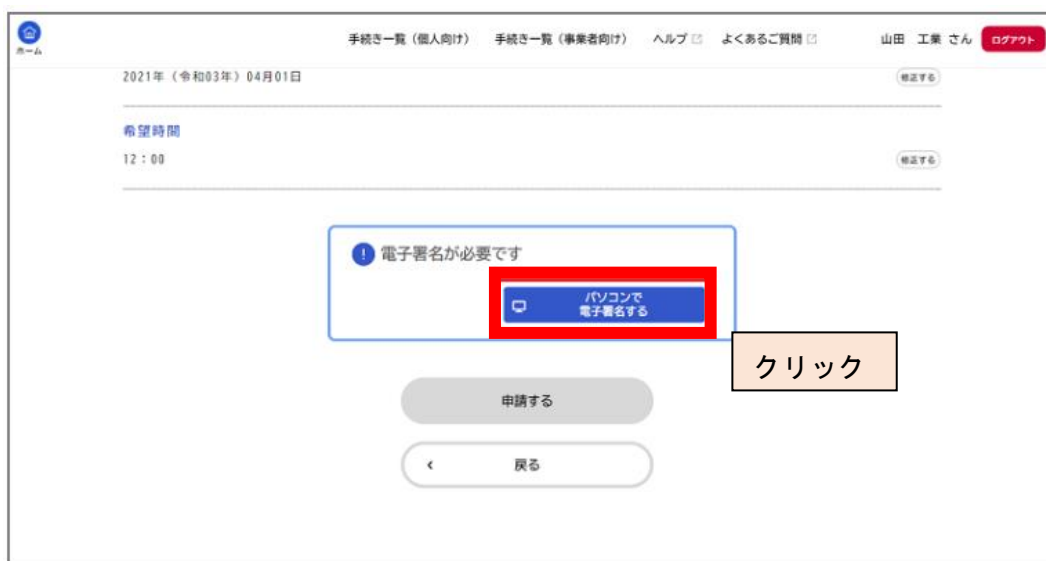 ホーム
手続き一覧（個人向け） 手続き一覧（事業者向け） ヘルプ よくあるご質問 山田 工業 さん ログアウト
2021年（令和03年）04月01日 修正する
希望時間
12：00 修正する
! 電子署名が必要です
パソコンで
電子署名する
クリック
申請する
戻る